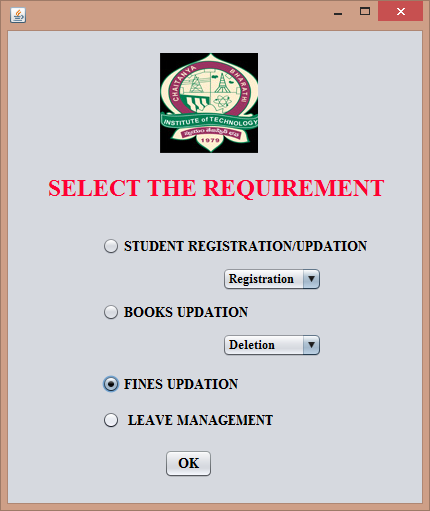 CHAITANYA BHARATHI
INSTITUTE of TECHNOLOGY
1979
SELECT THE REQUIREMENT
STUDENT REGISTRATION/UPDATION
Registration
BOOKS UPDATION
Deletion
FINES UPDATION
LEAVE MANAGEMENT
OK